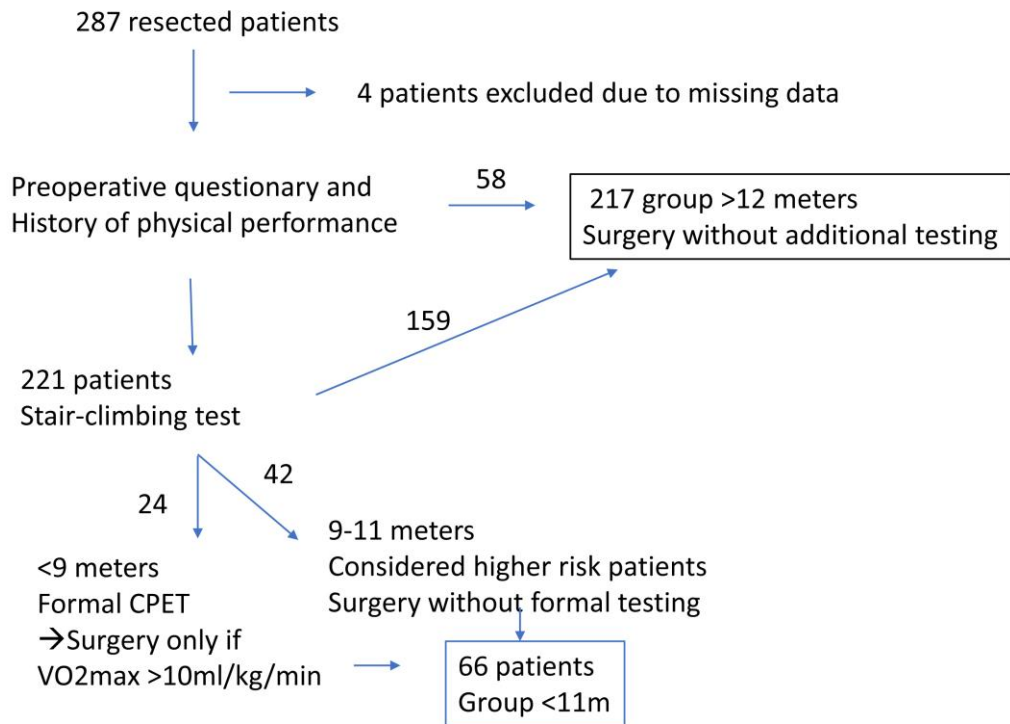 287 resected patients
4 patients excluded due to missing data
Preoperative questionary and
History of physical performance
58
217 group >12 meters
Surgery without additional testing
159
221 patients
Stair-climbing test
24
42
<9 meters
Formal CPET
→Surgery only if
VO2max >10ml/kg/min
9-11 meters
Considered higher risk patients
Surgery without formal testing
66 patients
Group <11m